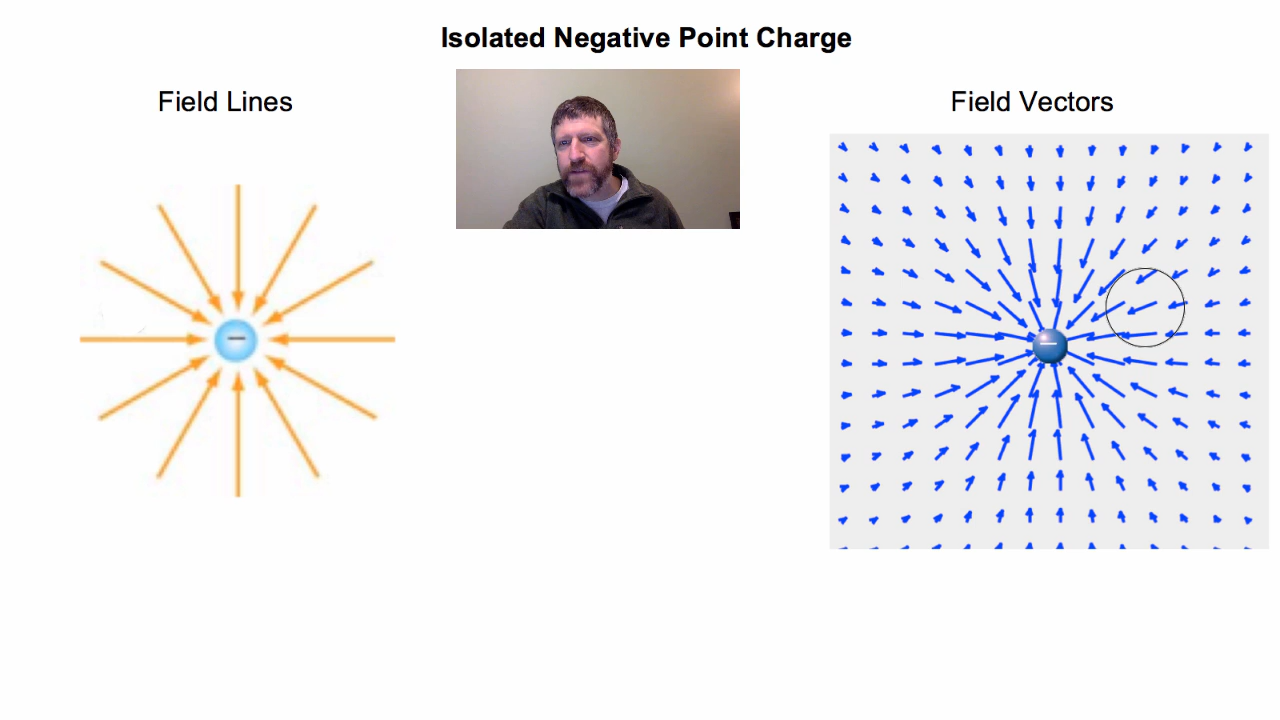 Isolated Negative Point Charge
Field Lines
Field Vectors
−
−